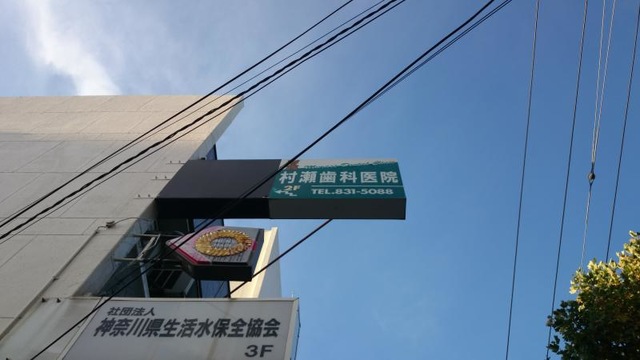 村瀬歯科医院
2F
TEL.831-5088
社団法人
神奈川県生活水保全協会
3F